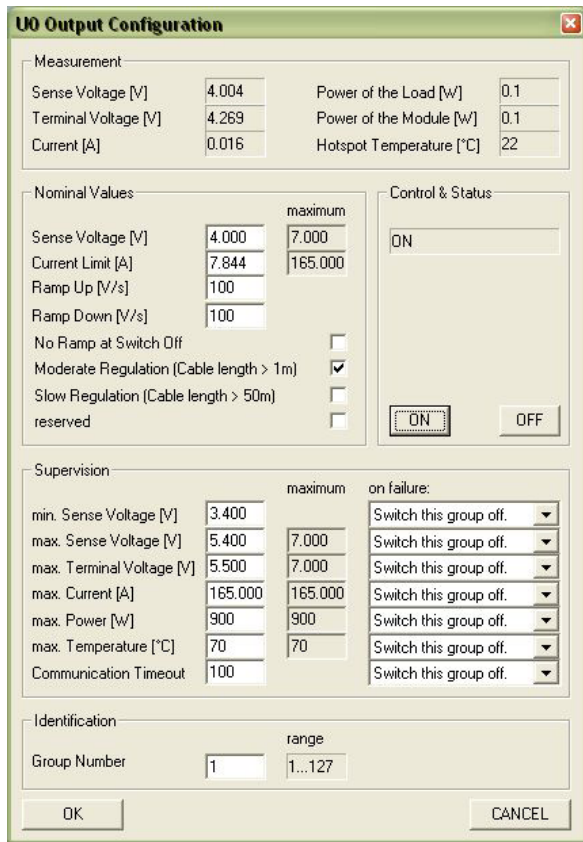 U0 Output Configuration
Measurement
Sense Voltage [V] 4.004 Power of the Load [W] 0.1
Terminal Voltage [V] 4.269 Power of the Module [W] 0.1
Current [A] 0.016 Hotspot Temperature [°C] 22
Nominal Values
maximum
Sense Voltage [V] 4.000 7.000
Current Limit [A] 7.844 165.000
Ramp Up [V/s] 100
Ramp Down [V/s] 100
No Ramp at Switch Off
Moderate Regulation (Cable length > 1m)
Slow Regulation (Cable length > 50m)
reserved
Control & Status
ON
ON OFF
Supervision
maximum on failure:
min. Sense Voltage [V] 3.400 Switch this group off.
max. Sense Voltage [V] 5.400 7.000 Switch this group off.
max. Terminal Voltage [V] 5.500 7.000 Switch this group off.
max. Current [A] 165.000 165.000 Switch this group off.
max. Power [W] 900 900 Switch this group off.
max. Temperature [°C] 70 70 Switch this group off.
Communication Timeout 100 Switch this group off.
Identification
range
Group Number 1 1...127
OK CANCEL